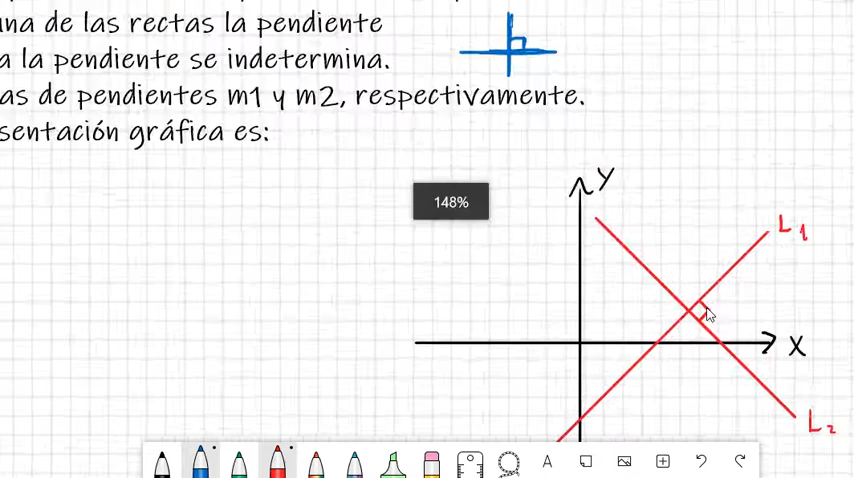 una de las rectas la pendiente
a la pendiente se indetermina.
as de pendientes m1 y m2, respectivamente.
sentación gráfica es:
148%
Y
L1
X
L2
A